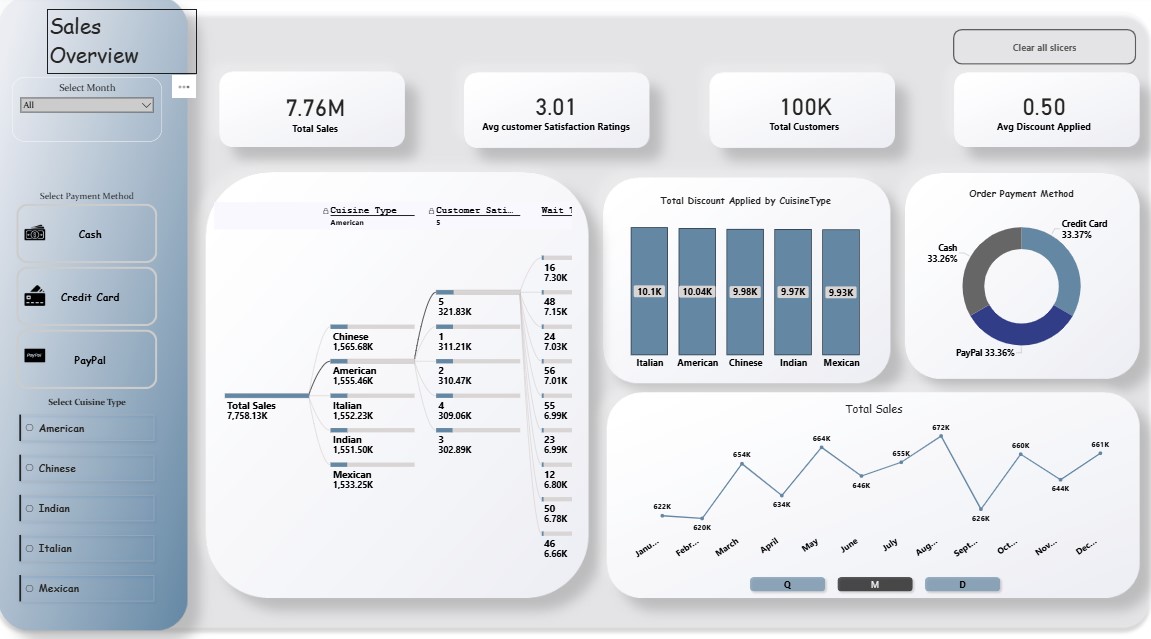 Sales
Overview
Select Month
All
Select Payment Method
Cash
Credit Card
PayPal
PayPal
Select Cuisine Type
American
Chinese
Indian
Italian
Mexican
Clear all slicers
7.76M
Total Sales
3.01
Avg customer Satisfaction Ratings
100K
Total Customers
0.50
Avg Discount Applied
Cuisine Type
American
Customer Sati...
5
Wait T
Total Sales
7,758.13K
Chinese
1,565.68K
American
1,555.46K
Italian
1,552.23K
Indian
1,551.50K
Mexican
1,533.25K
5
321.83K
1
311.21K
2
310.47K
4
309.06K
3
302.89K
16
7.30K
48
7.15K
24
7.03K
56
7.01K
55
6.99K
23
6.99K
12
6.80K
50
6.78K
46
6.66K
Total Discount Applied by CuisineType
10.1K 10.04K 9.98K 9.97K 9.93K
Italian American Chinese Indian Mexican
Order Payment Method
Credit Card
33.37%
Cash
33.26%
PayPal 33.36%
Total Sales
622K 620K 654K 634K 664K 646K 655K 672K 626K 660K 644K 661K
Janu... Febr... March April May June July Aug... Sept... Oct... Nov... Dec...
Q M D